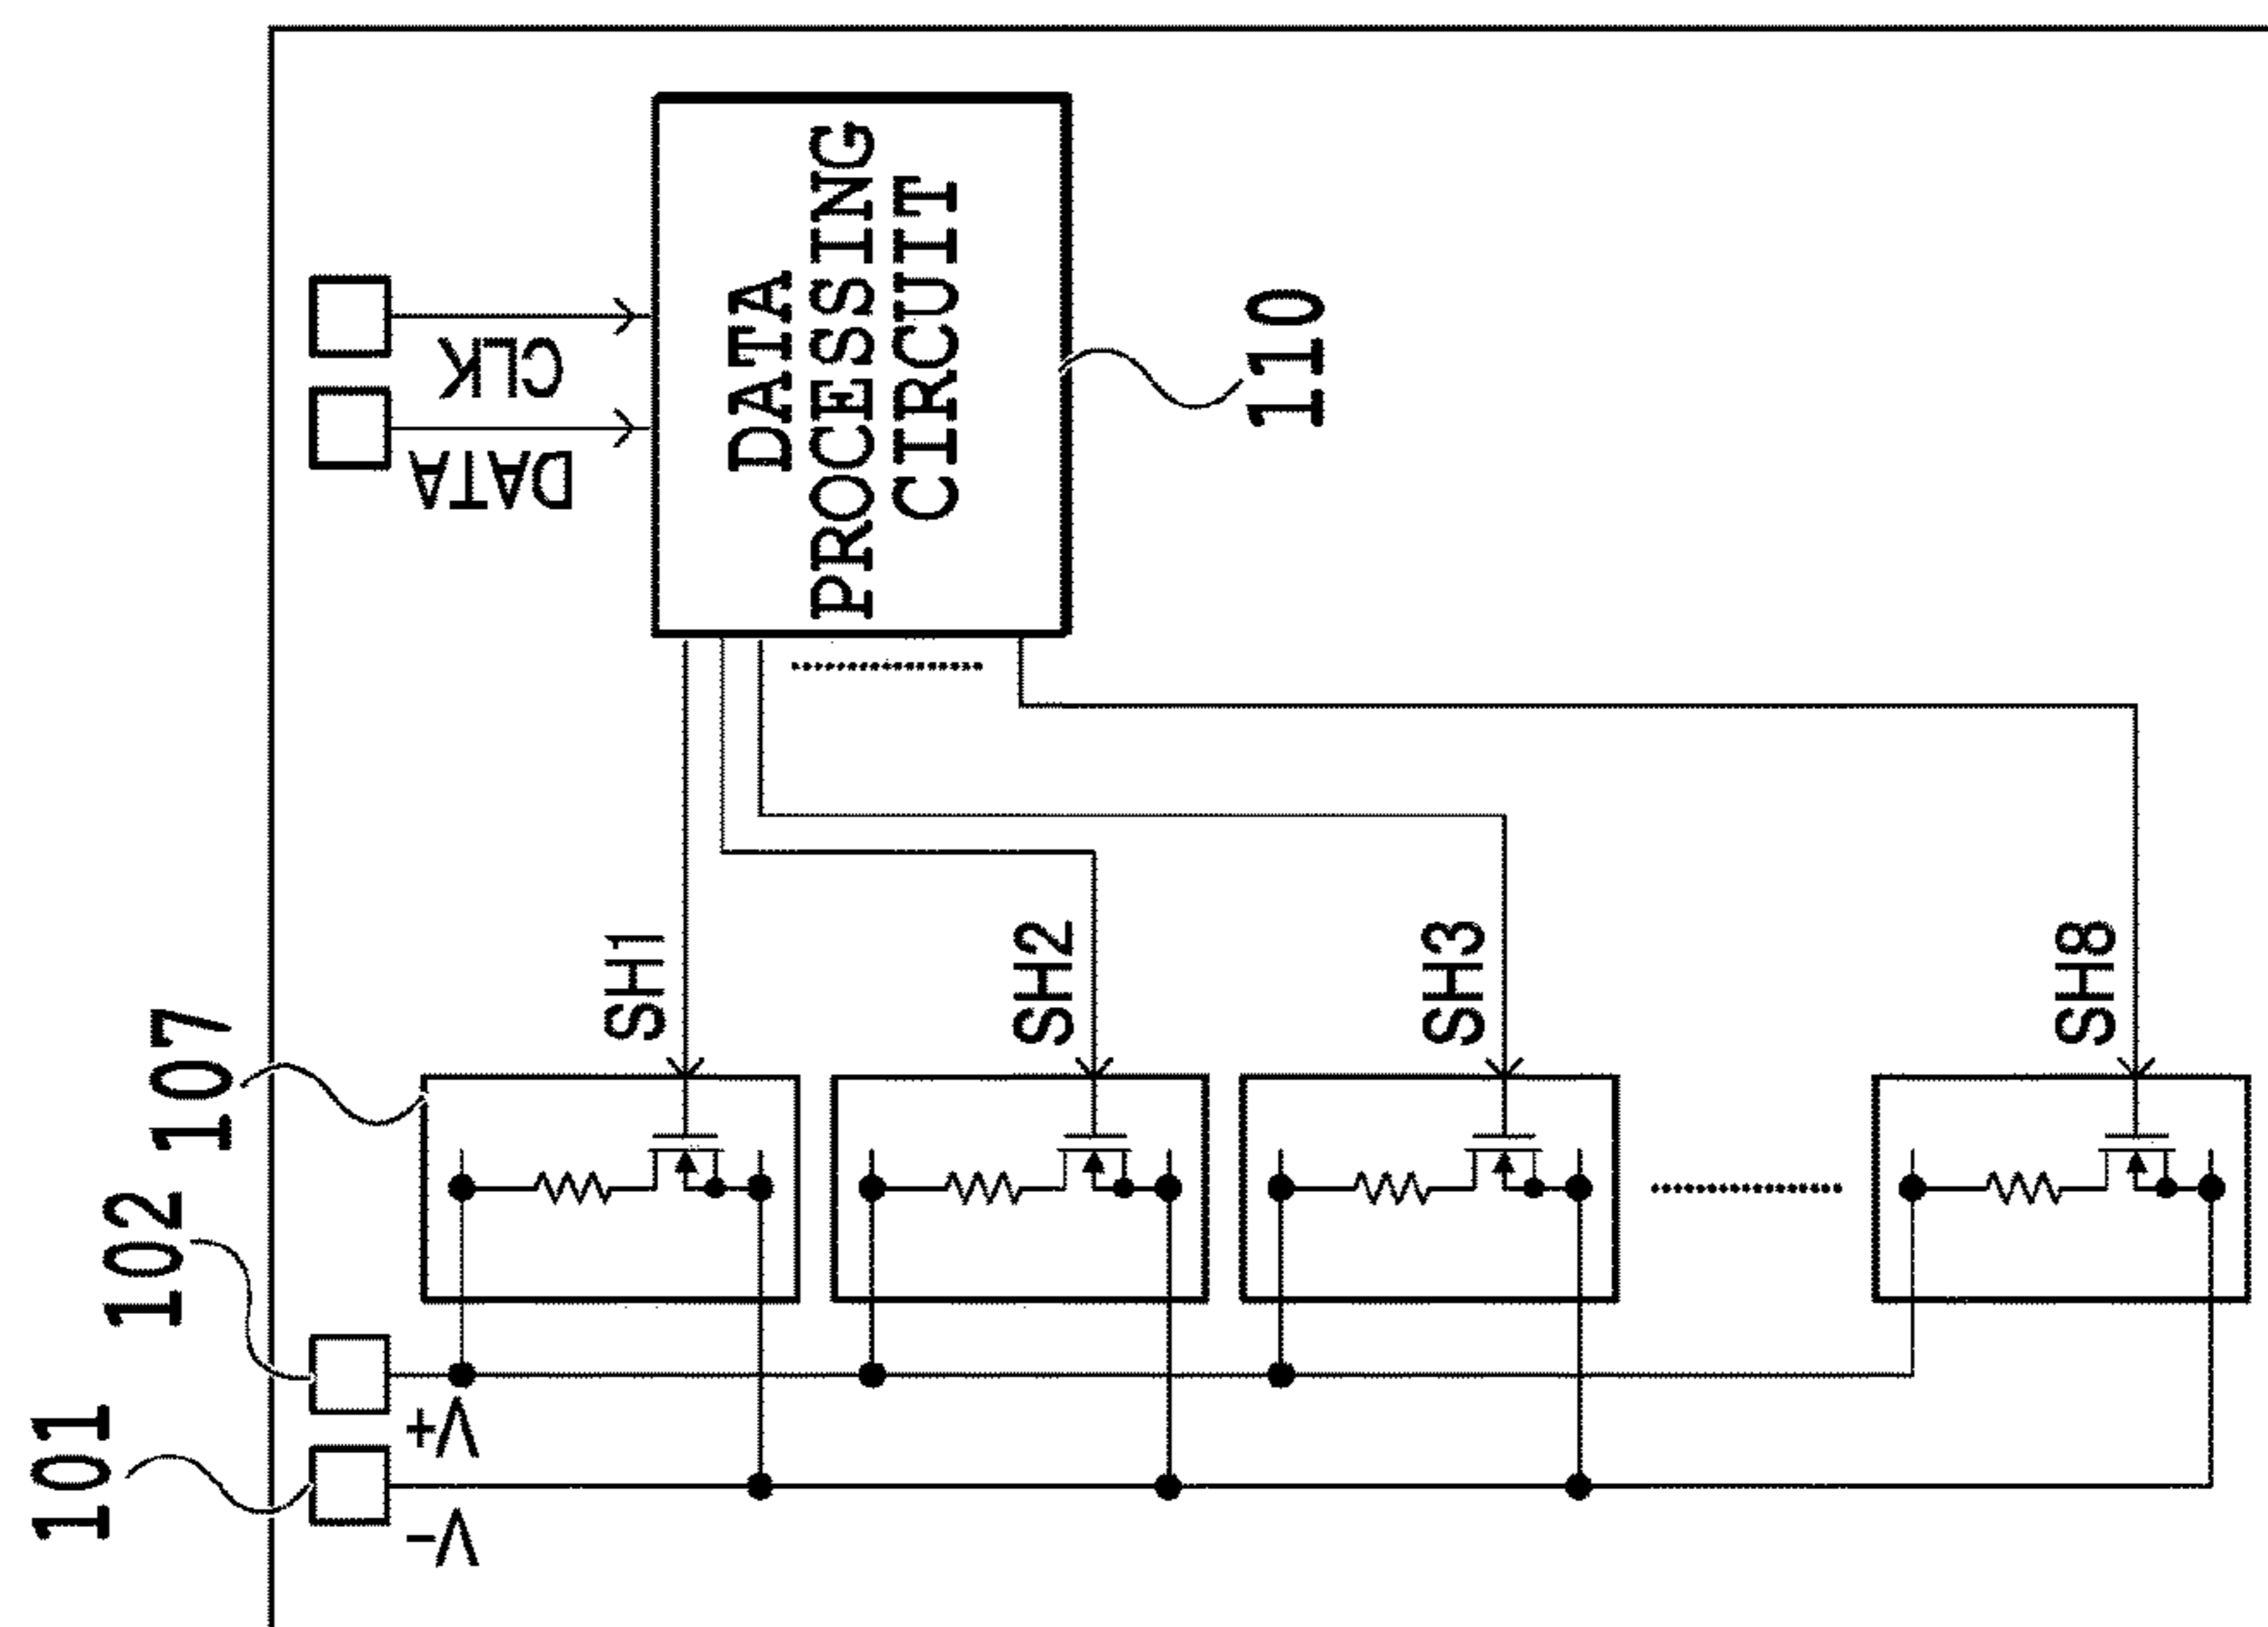 CLK
DATA
DATA
PROCESSING
CIRCUIT
110
SH1
SH2
SH3
SH8
107
102
101
V+
V-